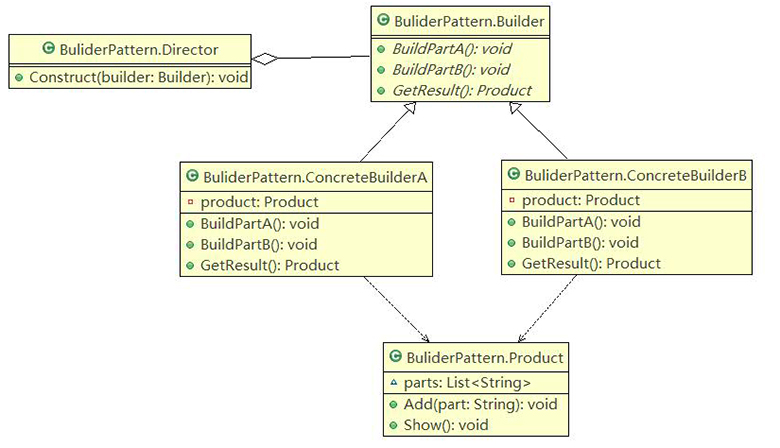 BuliderPattern.Director
Construct(builder: Builder): void
BuliderPattern.Builder
BuildPartA(): void
BuildPartB(): void
GetResult(): Product
BuliderPattern.ConcreteBuilderA
product: Product
BuildPartA(): void
BuildPartB(): void
GetResult(): Product
BuliderPattern.ConcreteBuilderB
product: Product
BuildPartA(): void
BuildPartB(): void
GetResult(): Product
BuliderPattern.Product
parts: List<String>
Add(part: String): void
Show(): void